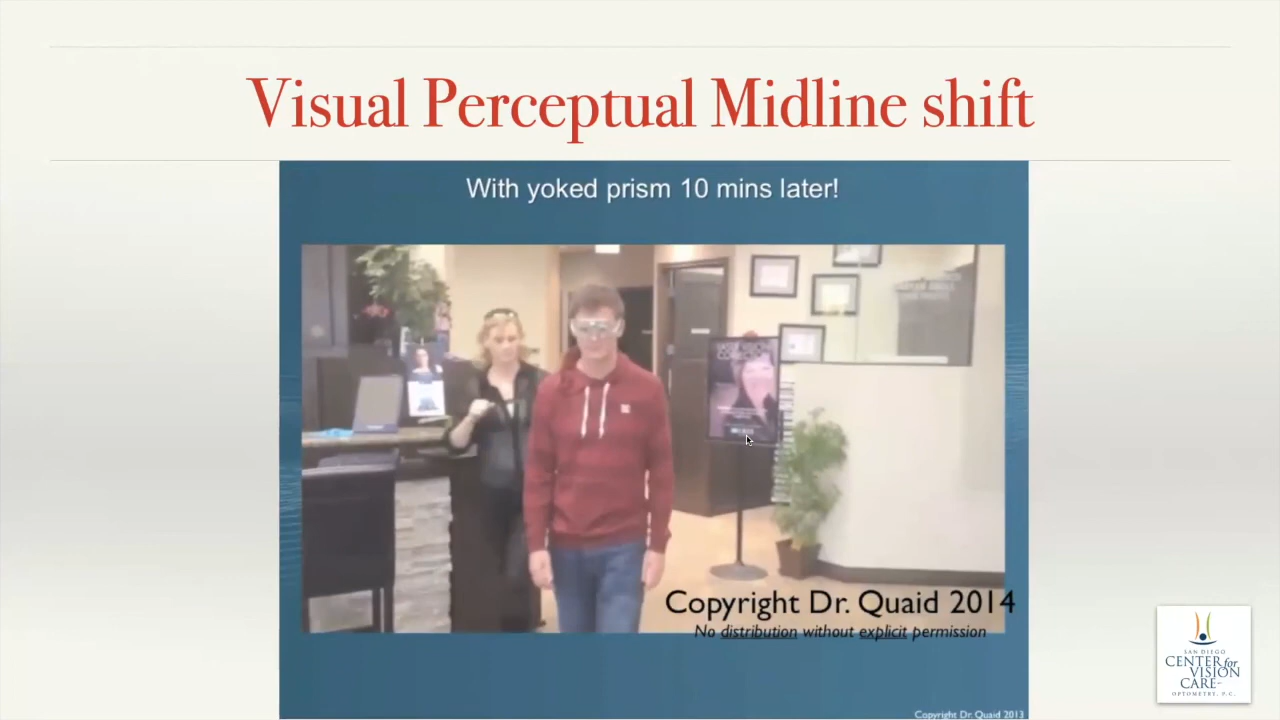 Visual Perceptual Midline shift
With yoked prism 10 mins later!
Copyright Dr. Quaid 2014
No distribution without explicit permission
SAN DIEGO
CENTER for
VISION
CARE
OPTOMETRY, P.C.
Copyright Dr. Quaid 2013